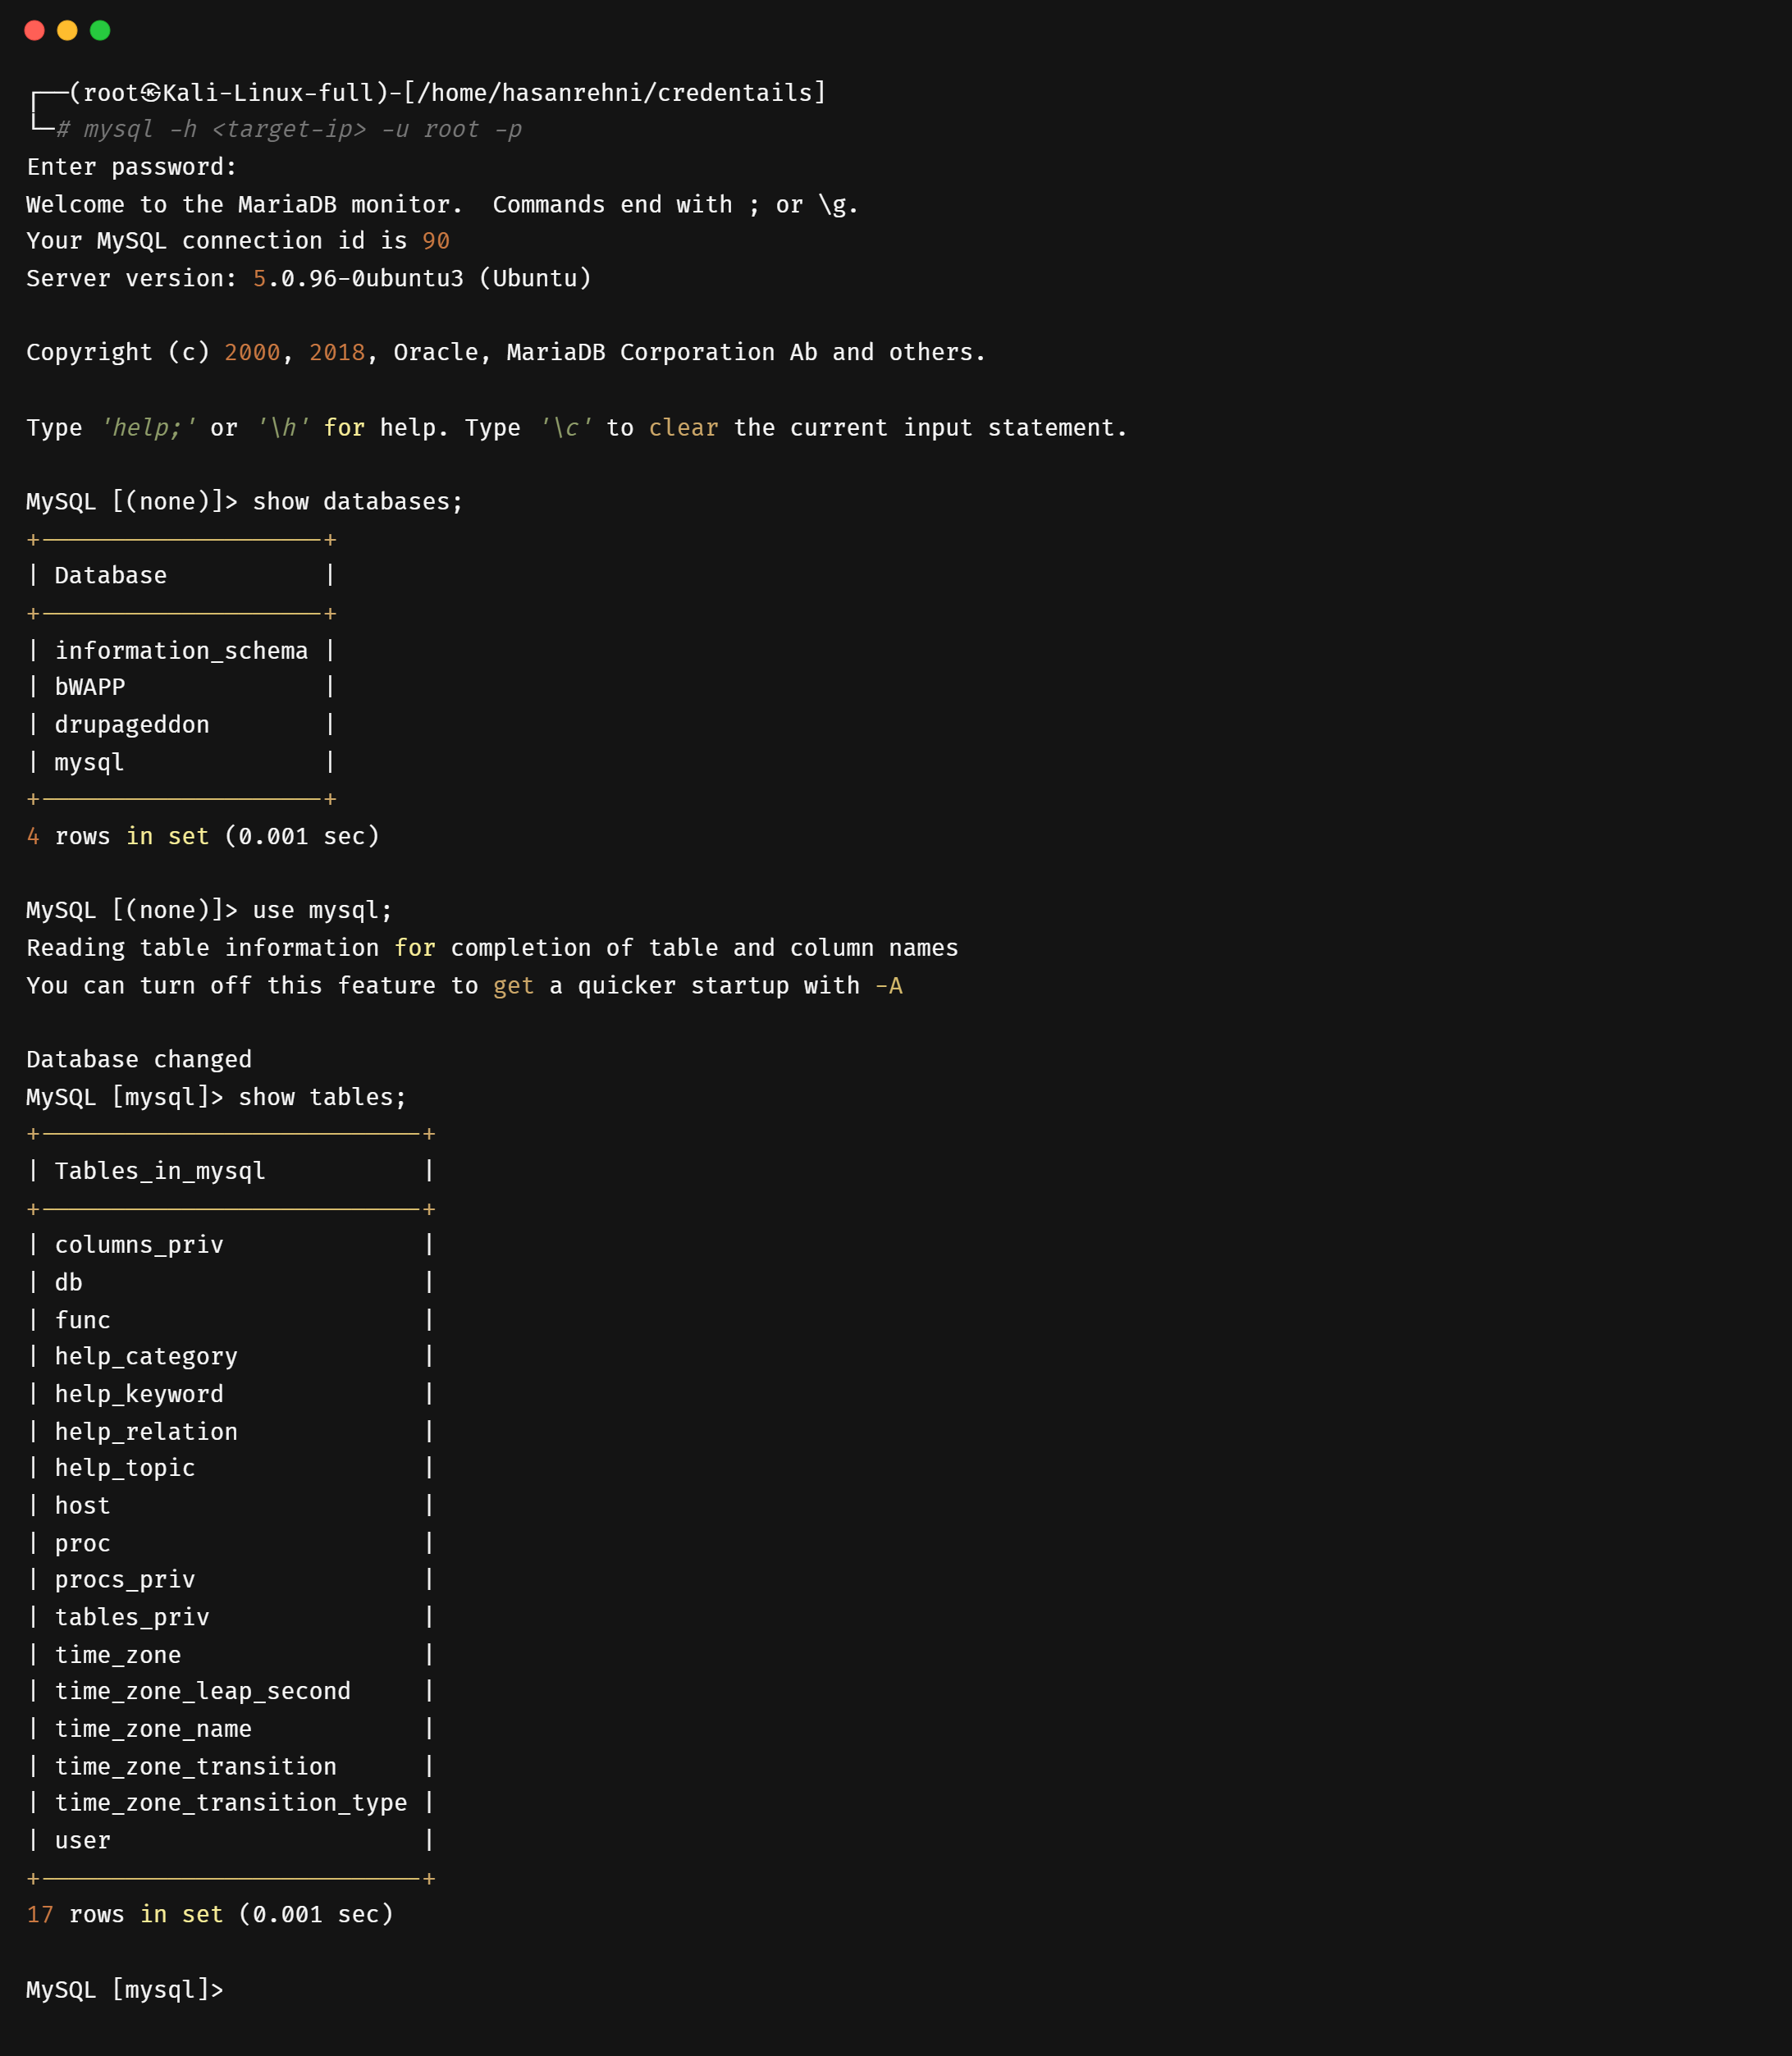 ┌──(root㉿Kali-Linux-full)-[/home/hasanrehni/credentails]
└─# mysql -h <target-ip> -u root -p
Enter password:
Welcome to the MariaDB monitor.  Commands end with ; or \g.
Your MySQL connection id is 90
Server version: 5.0.96-0ubuntu3 (Ubuntu)

Copyright (c) 2000, 2018, Oracle, MariaDB Corporation Ab and others.

Type 'help;' or '\h' for help. Type '\c' to clear the current input statement.

MySQL [(none)]> show databases;
+--------------------+
| Database           |
+--------------------+
| information_schema |
| bWAPP              |
| drupageddon        |
| mysql              |
+--------------------+
4 rows in set (0.001 sec)

MySQL [(none)]> use mysql;
Reading table information for completion of table and column names
You can turn off this feature to get a quicker startup with -A

Database changed
MySQL [mysql]> show tables;
+---------------------------+
| Tables_in_mysql           |
+---------------------------+
| columns_priv              |
| db                        |
| func                      |
| help_category             |
| help_keyword              |
| help_relation             |
| help_topic                |
| host                      |
| proc                      |
| procs_priv                |
| tables_priv               |
| time_zone                 |
| time_zone_leap_second     |
| time_zone_name            |
| time_zone_transition      |
| time_zone_transition_type |
| user                      |
+---------------------------+
17 rows in set (0.001 sec)

MySQL [mysql]>